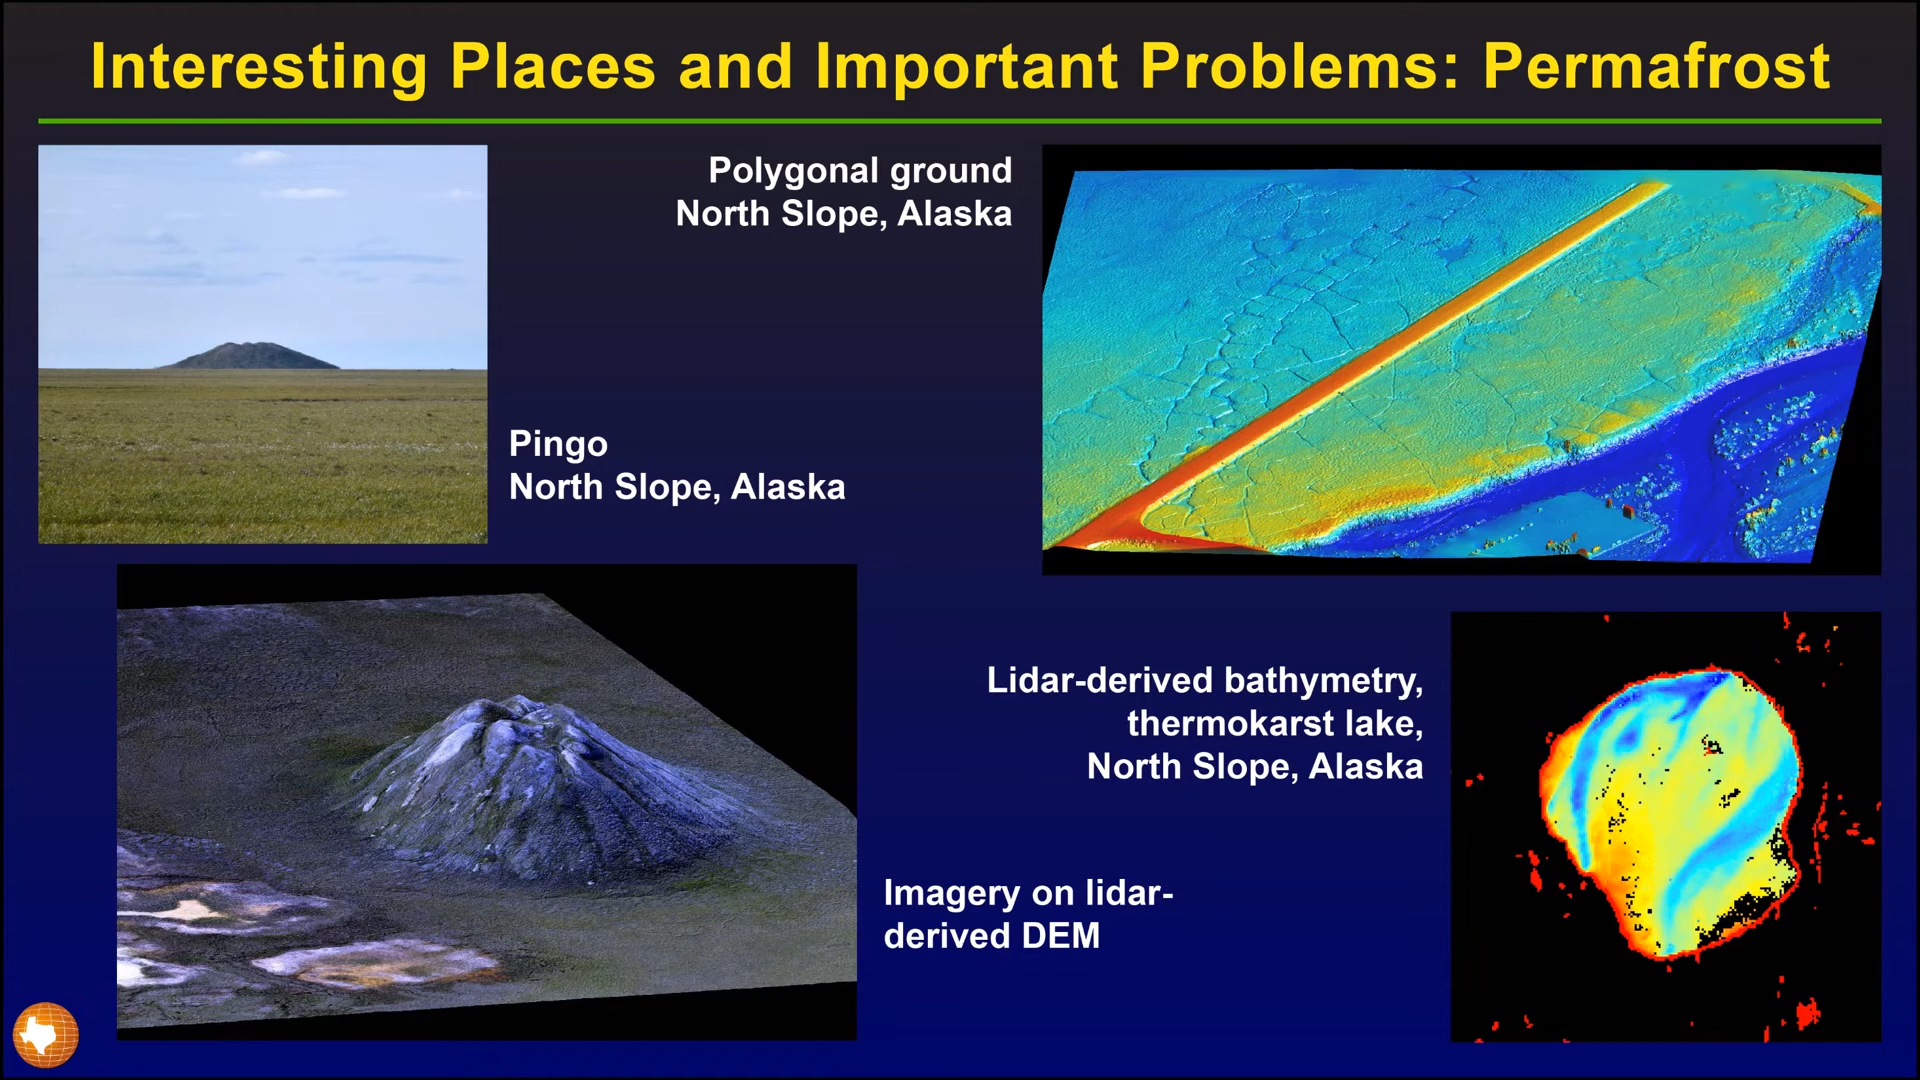 Interesting Places and Important Problems: Permafrost
Polygonal ground
North Slope, Alaska
Pingo
North Slope, Alaska
Lidar-derived bathymetry,
thermokarst lake,
North Slope, Alaska
Imagery on lidar-
derived DEM